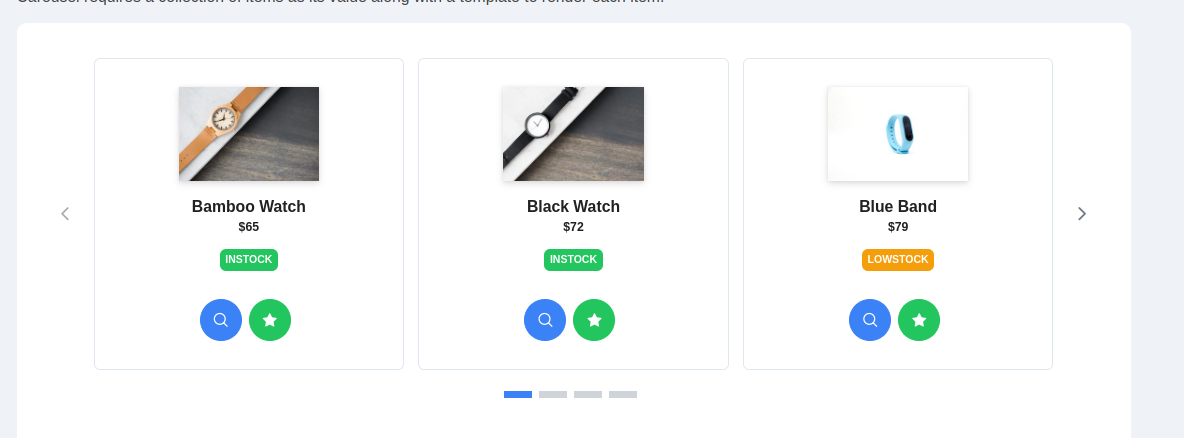 Carousel requires a collection of items as its value along with a template to render each item.
Bamboo Watch
$65
INSTOCK
Black Watch
$72
INSTOCK
Blue Band
$79
LOWSTOCK